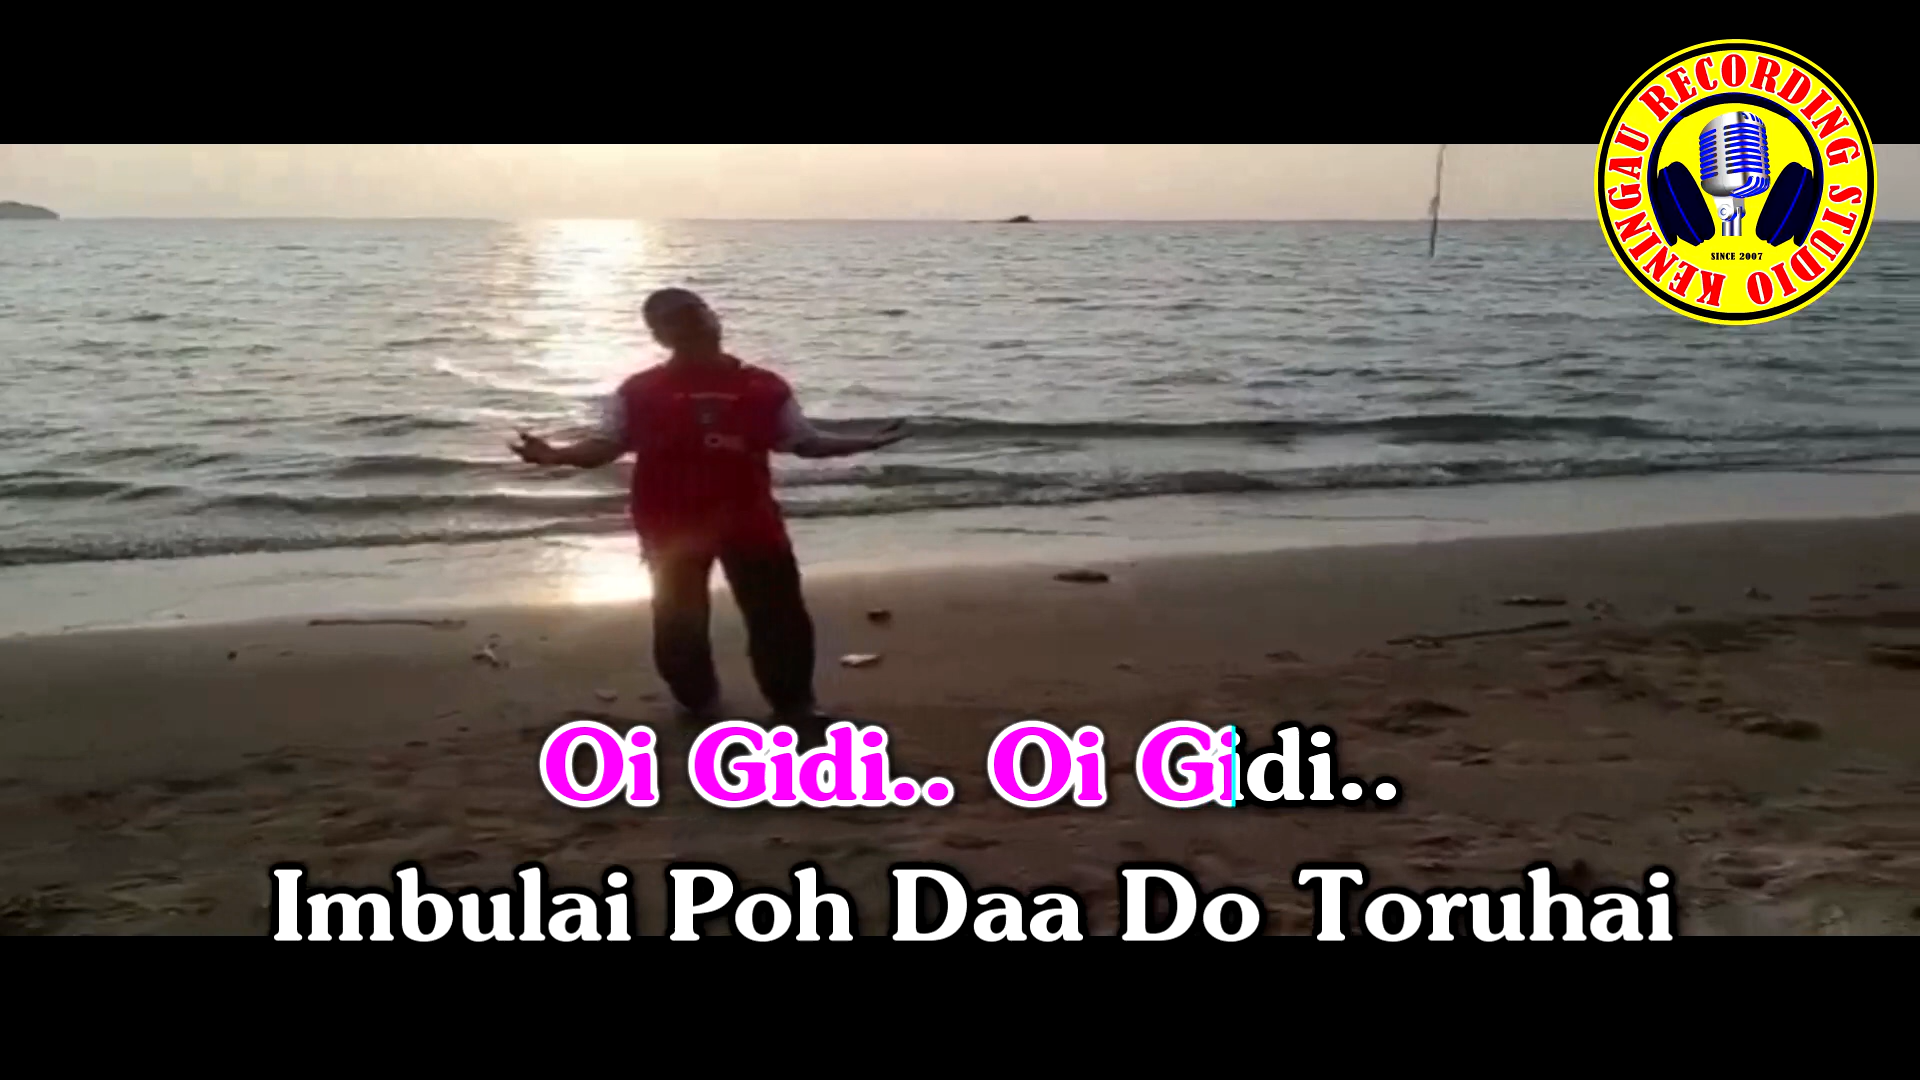 RECORDING STUDIO KENINGAU
SINCE 2007
Oi Gidi.. Oi Gidi..
Imbulai Poh Daa Do Toruhai